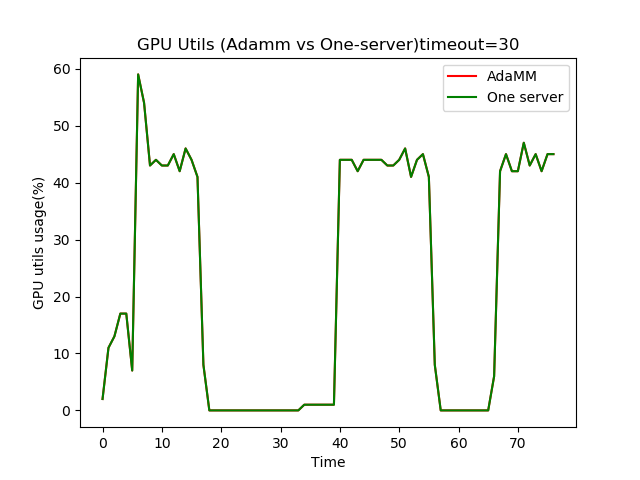 GPU Utils (Adamm vs One-server)timeout=30
AdaMM
One server
GPU utils usage(%)
60
50
40
30
20
10
0
0 10 20 30 40 50 60 70
Time